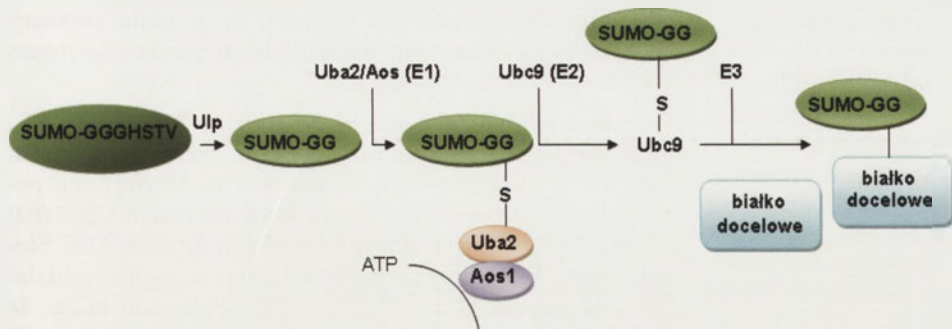 SUMO-GGGHSTV
Ulp
SUMO-GG
Uba2/Aos (E1)
SUMO-GG
S
Uba2
Aos1
ATP
Ubc9 (E2)
SUMO-GG
S
Ubc9
E3
białko
docelowe
SUMO-GG
białko
docelowe